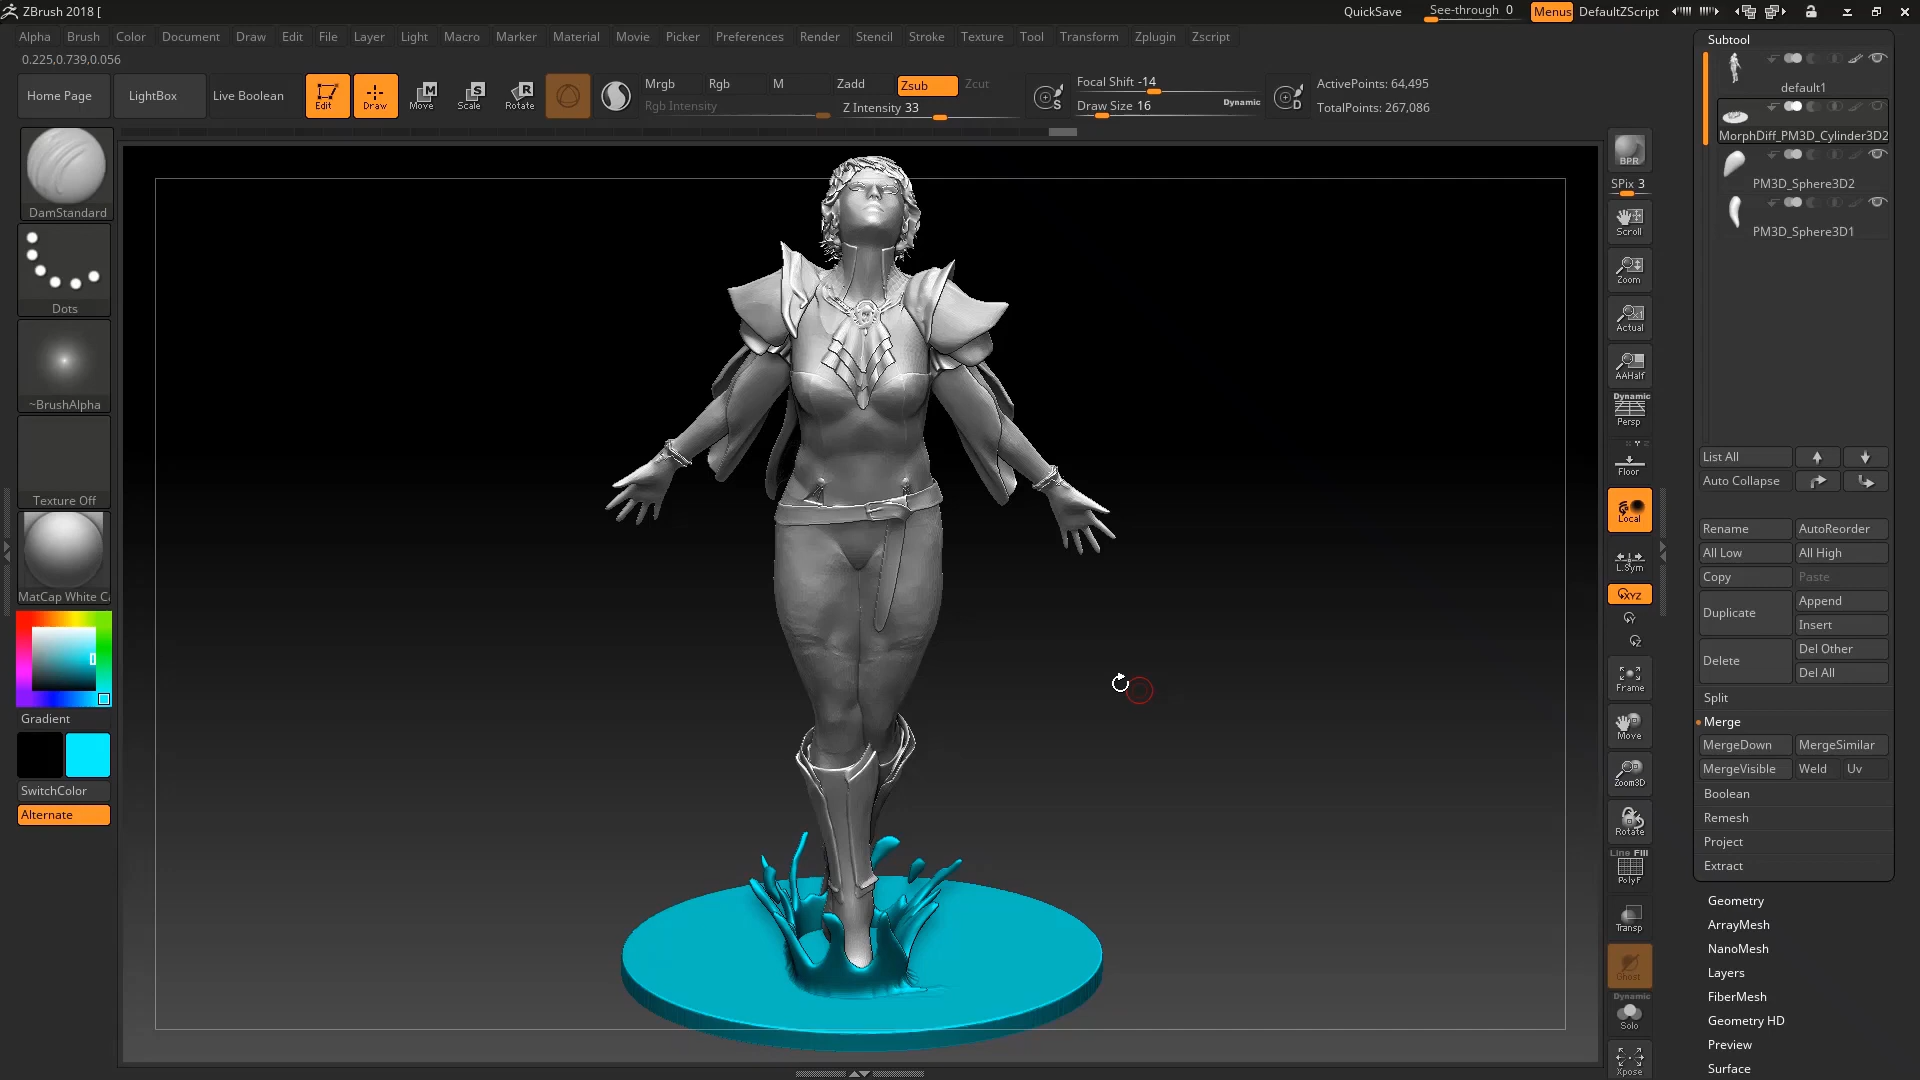 ZBrush 2018 [
QuickSave
See-through 0
Menus
DefaultZScript
Alpha Brush Color Document Draw Edit File Layer Light Macro Marker Material Movie Picker Preferences Render Stencil Stroke Texture Tool Transform Zplugin Zscript
0.225,0.739,0.056
Home Page
LightBox
Live Boolean
Edit
Draw
Move
Scale
Rotate
Mrgb Rgb M
Rgb Intensity
Zadd Zsub Zcut
Z Intensity 33
S
Focal Shift -14
Draw Size 16
Dynamic
D
ActivePoints: 64,495
TotalPoints: 267,086
DamStandard
Dots
~BrushAlpha
Texture Off
MatCap White Ca
Gradient
SwitchColor
Alternate
BPR
SPix 3
Scroll
Zoom
Actual
AAHalf
Dynamic
Persp
Floor
Local
L.Sym
XYZ
Y
Z
Frame
Move
Zoom3D
Rotate
Line Fill
PolyF
Transp
Ghost
Dynamic
Solo
Xpose
Subtool
default1
MorphDiff_PM3D_Cylinder3D2
PM3D_Sphere3D2
PM3D_Sphere3D1
List All
Auto Collapse
Rename AutoReorder
All Low All High
Copy Paste
Duplicate
Append
Insert
Delete
Del Other
Del All
Split
Merge
MergeDown MergeSimilar
MergeVisible Weld Uv
Boolean
Remesh
Project
Extract
Geometry
ArrayMesh
NanoMesh
Layers
FiberMesh
Geometry HD
Preview
Surface